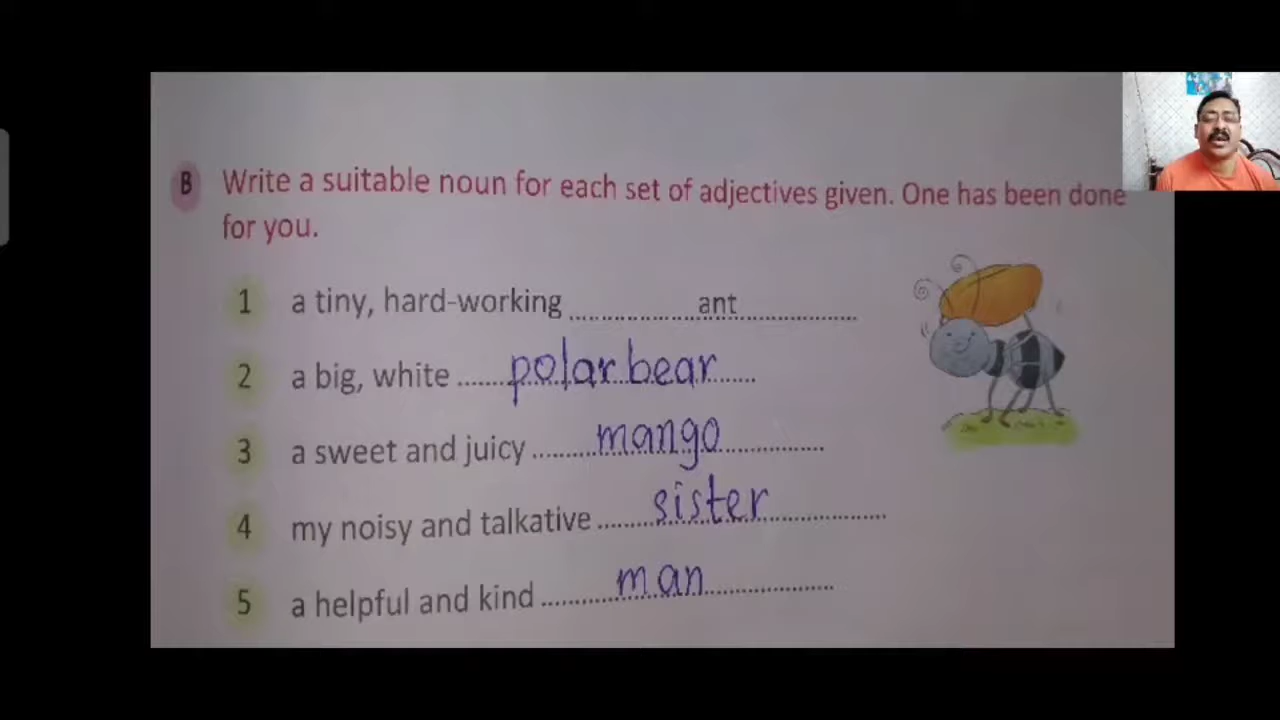 B Write a suitable noun for each set of adjectives given. One has been done
for you.
1 a tiny, hard-working ......................ant......................
2 a big, white .......polar bear.......
3 a sweet and juicy ..........mango..............
4 my noisy and talkative .......sister...............
5 a helpful and kind ..........man.................